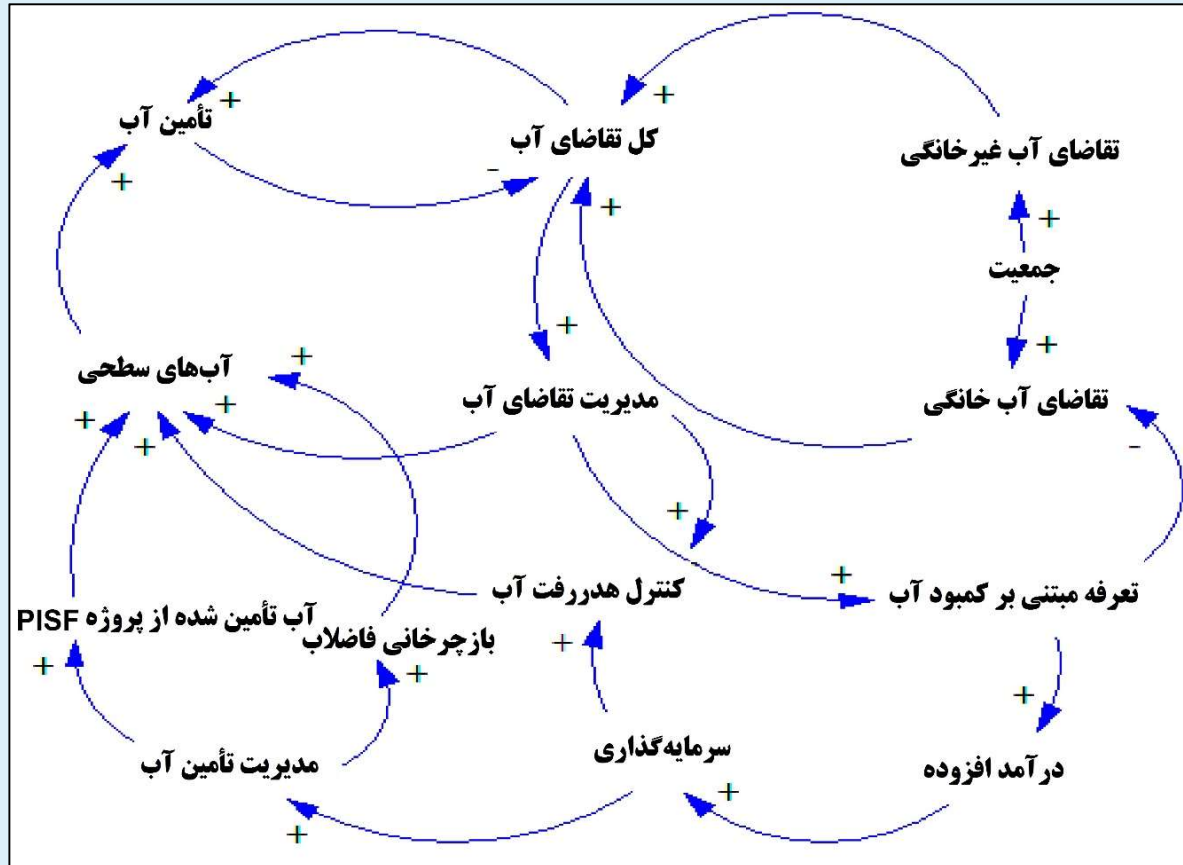 تأمین آب
کل تقاضای آب
تقاضای آب غیرخانگی
جمعیت
تقاضای آب خانگی
مدیریت تقاضای آب
آب‌های سطحی
تعرفه مبتنی بر کمبود آب
کنترل هدررفت آب
آب تأمین شده از پروژه PISF
بازچرخانی فاضلاب
درآمد افزوده
سرمایه‌گذاری
مدیریت تأمین آب
+
+
+
-
+
+
+
+
+
+
+
+
-
+
+
+
+
+
+
+
+